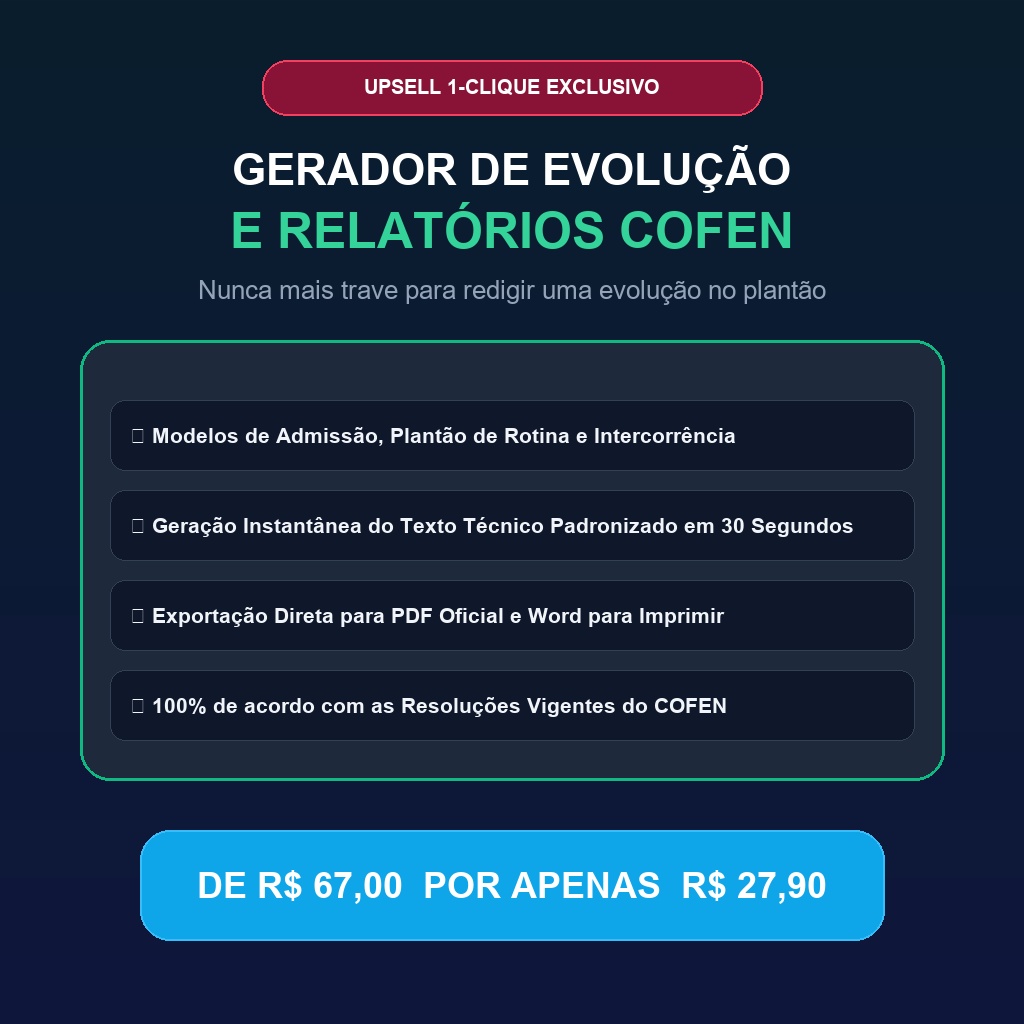 UPSELL 1-CLIQUE EXCLUSIVO
GERADOR DE EVOLUÇÃO
E RELATÓRIOS COFEN
Nunca mais trave para redigir uma evolução no plantão
Modelos de Admissão, Plantão de Rotina e Intercorrência
Geração Instantânea do Texto Técnico Padronizado em 30 Segundos
Exportação Direta para PDF Oficial e Word para Imprimir
100% de acordo com as Resoluções Vigentes do COFEN
DE R$ 67,00 POR APENAS R$ 27,90